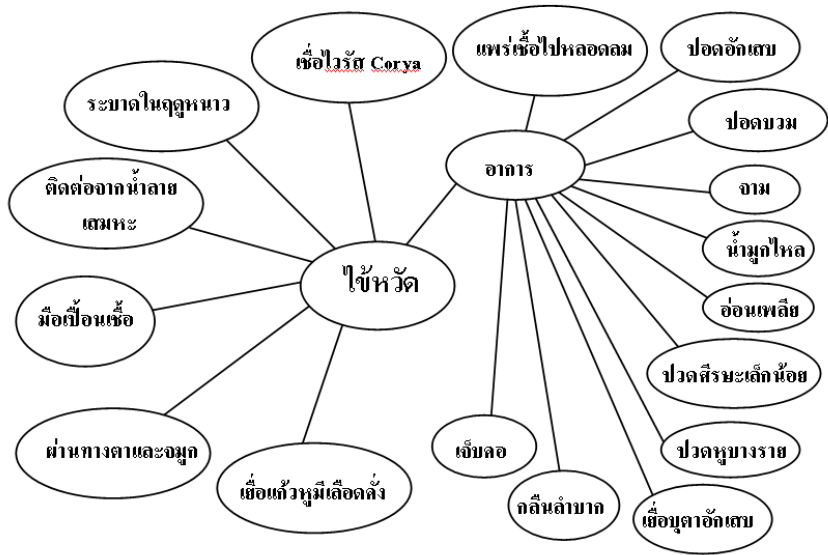 เชื่อไวรัส Corya
แพร่เชื้อไปหลอดลม
ปอดอักเสบ
ระบาดในฤดูหนาว
ปอดบวม
อาการ
จาม
ติดต่อจากน้ำลาย
เสมหะ
น้ำมูกไหล
ไข้หวัด
อ่อนเพลีย
มือเปื้อนเชื้อ
ปวดศีรษะเล็กน้อย
ผ่านทางตาและจมูก
เจ็บคอ
ปวดหูบางราย
เยื่อแก้วหูมีเลือดคั่ง
กลืนลำบาก
เยื่อบุตาอักเสบ